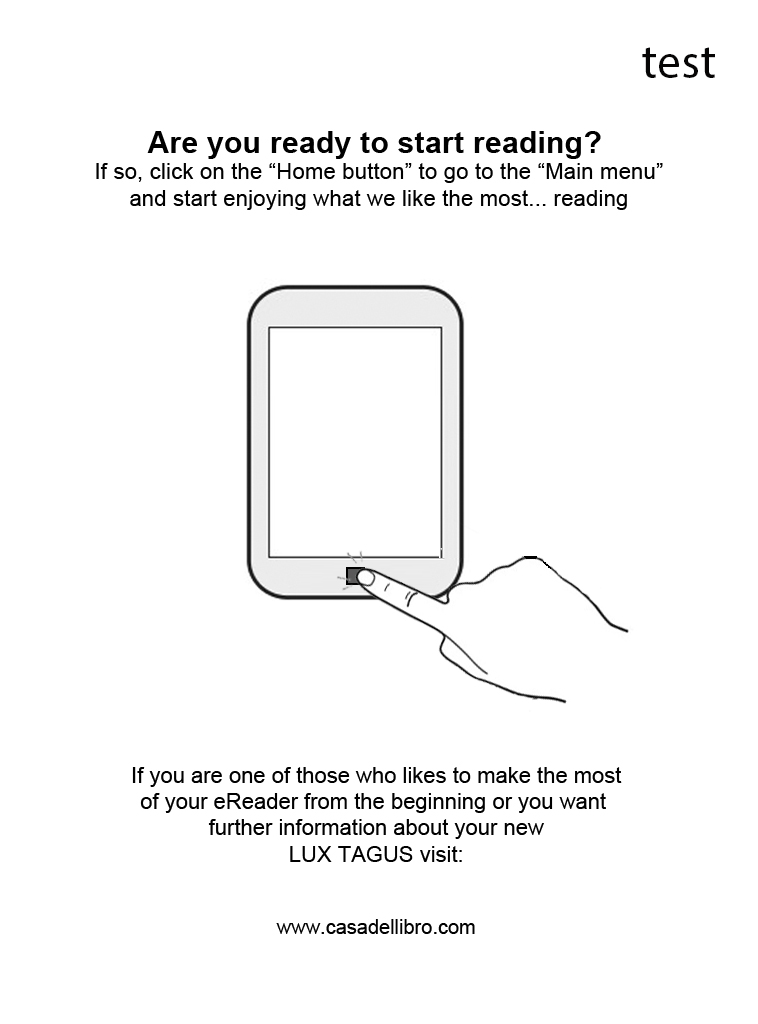 test
Are you ready to start reading?
If so, click on the “Home button” to go to the “Main menu”
and start enjoying what we like the most... reading
If you are one of those who likes to make the most
of your eReader from the beginning or you want
further information about your new
LUX TAGUS visit:
www.casadellibro.com